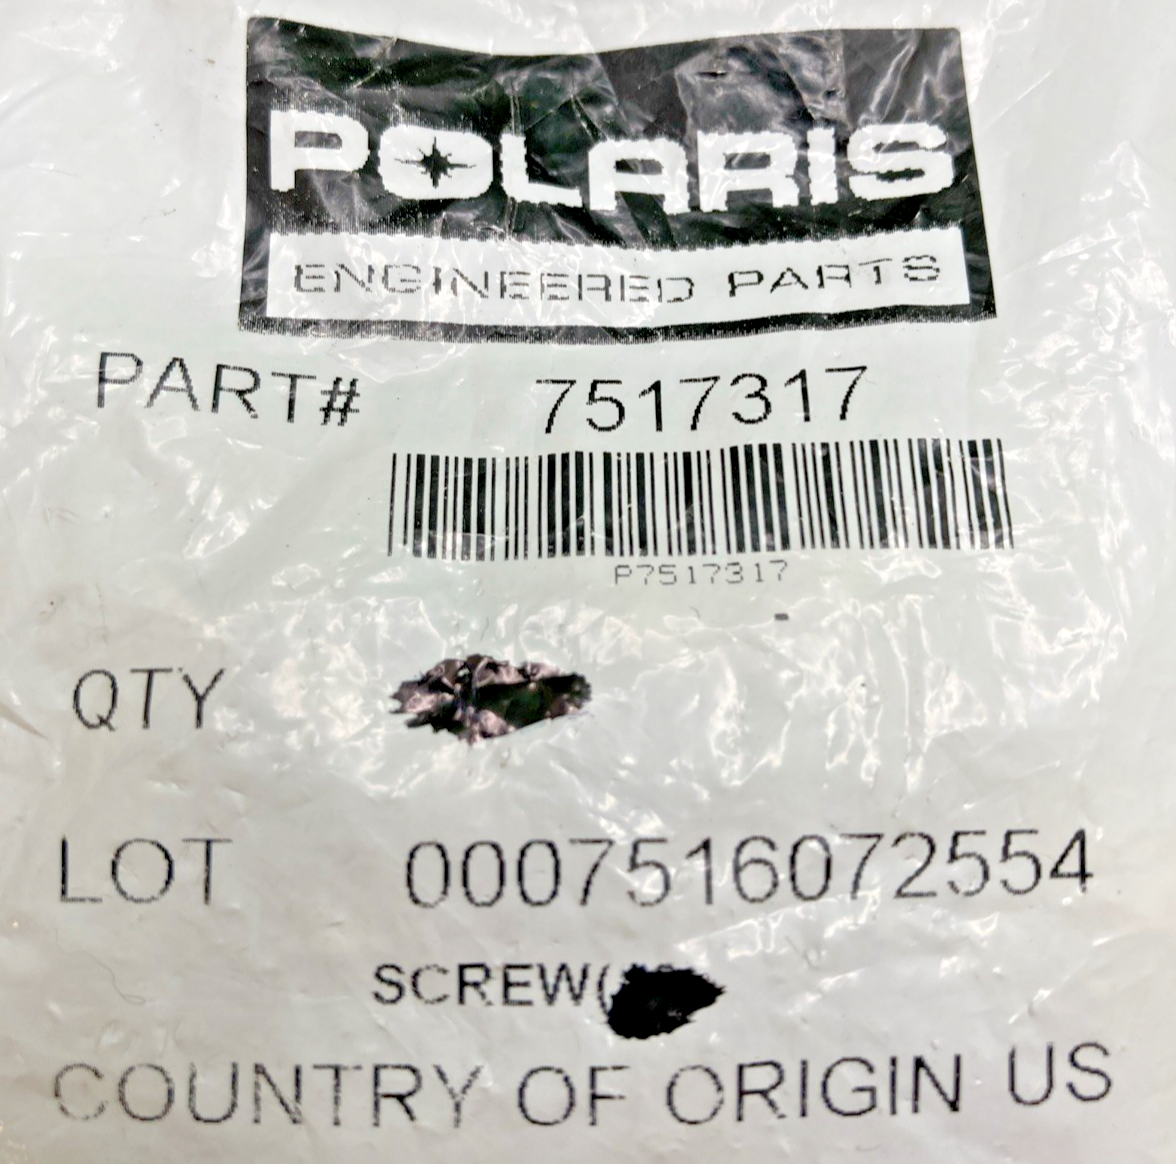 POLARIS
ENGINEERED PARTS
PART# 7517317
P7517317
QTY
LOT 0007516072554
SCREW(
COUNTRY OF ORIGIN US